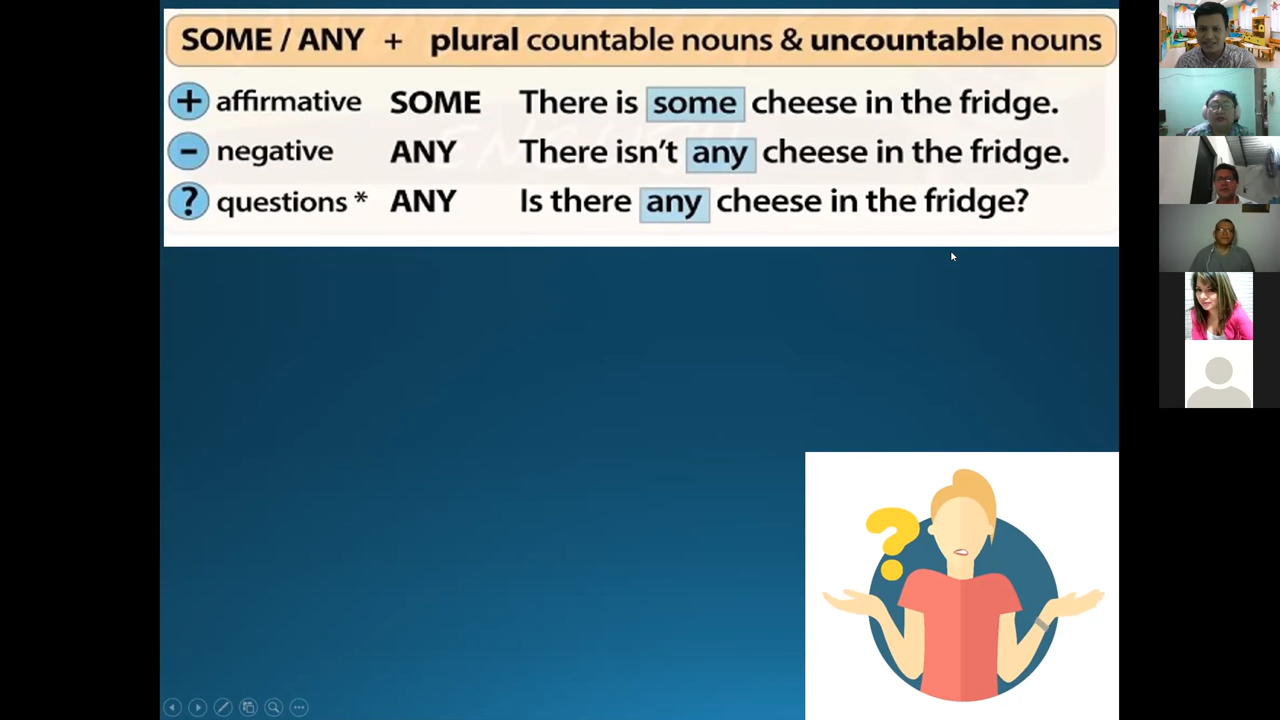 SOME / ANY + plural countable nouns & uncountable nouns
+ affirmative SOME There is some cheese in the fridge.
- negative ANY There isn't any cheese in the fridge.
? questions * ANY Is there any cheese in the fridge?
?